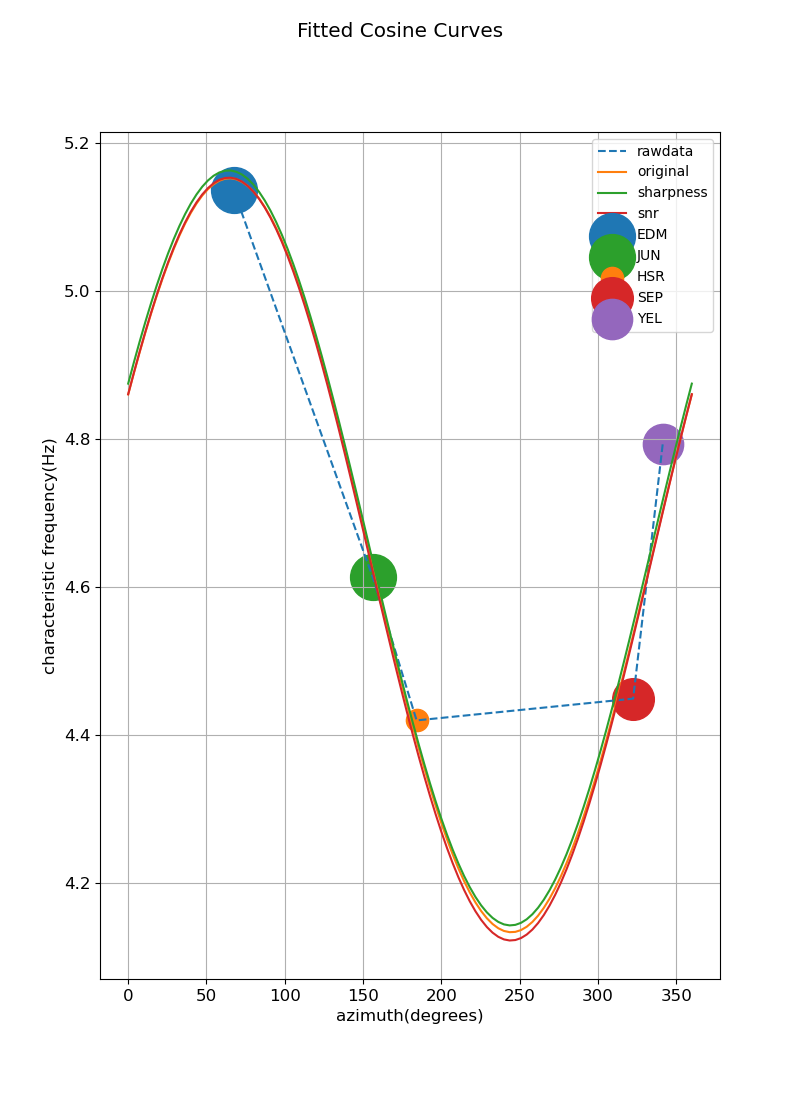 Fitted Cosine Curves
5.2
5.0
4.8
4.6
4.4
4.2
characteristic frequency(Hz)
rawdata
original
sharpness
snr
EDM
JUN
HSR
SEP
YEL
0 50 100 150 200 250 300 350
azimuth(degrees)